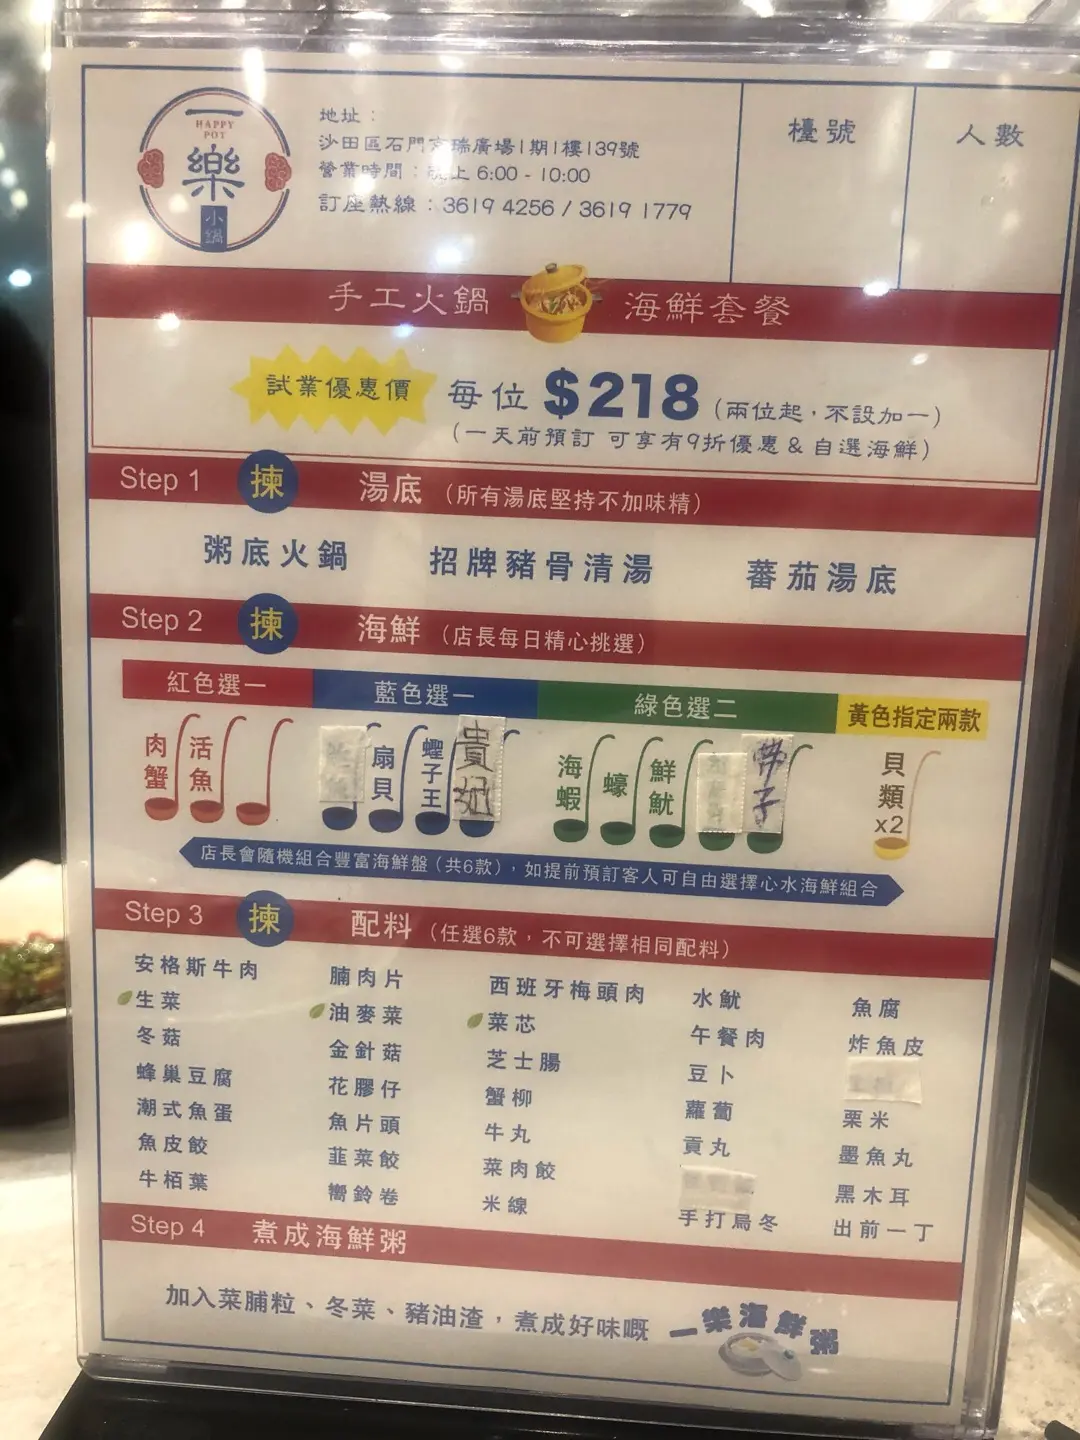 一
HAPPY
POT
樂
小鍋
地址：
沙田區石門京瑞廣場1期1樓139號
營業時間：晚上 6:00 - 10:00
訂座熱線：3619 4256 / 3619 1779
檯號
人數
手工火鍋 海鮮套餐
試業優惠價
每位 $218 (兩位起，不設加一)
(一天前預訂 可享有9折優惠 & 自選海鮮)
Step 1 揀 湯底 (所有湯底堅持不加味精)
粥底火鍋 招牌豬骨清湯 蕃茄湯底
Step 2 揀 海鮮 (店長每日精心挑選)
紅色選一 藍色選一 綠色選二 黃色指定兩款
肉蟹 活魚 扇貝 蟶子王 貴妃 海蝦 蠔 鮮魷 帶子 貝類x2
店長會隨機組合豐富海鮮盤 (共6款)，如提前預訂客人可自由選擇心水海鮮組合
Step 3 揀 配料 (任選6款，不可選擇相同配料)
安格斯牛肉 腩肉片 西班牙梅頭肉 水魷 魚腐
生菜 油麥菜 菜芯 午餐肉 炸魚皮
冬菇 金針菇 芝士腸 豆卜
蜂巢豆腐 花膠仔 蟹柳 蘿蔔 粟米
潮式魚蛋 魚片頭 牛丸 貢丸 墨魚丸
魚皮餃 韮菜餃 菜肉餃 黑木耳
牛栢葉 嚮鈴卷 米線 手打烏冬 出前一丁
Step 4 煮成海鮮粥
加入菜脯粒、冬菜、豬油渣，煮成好味嘅 一樂海鮮粥